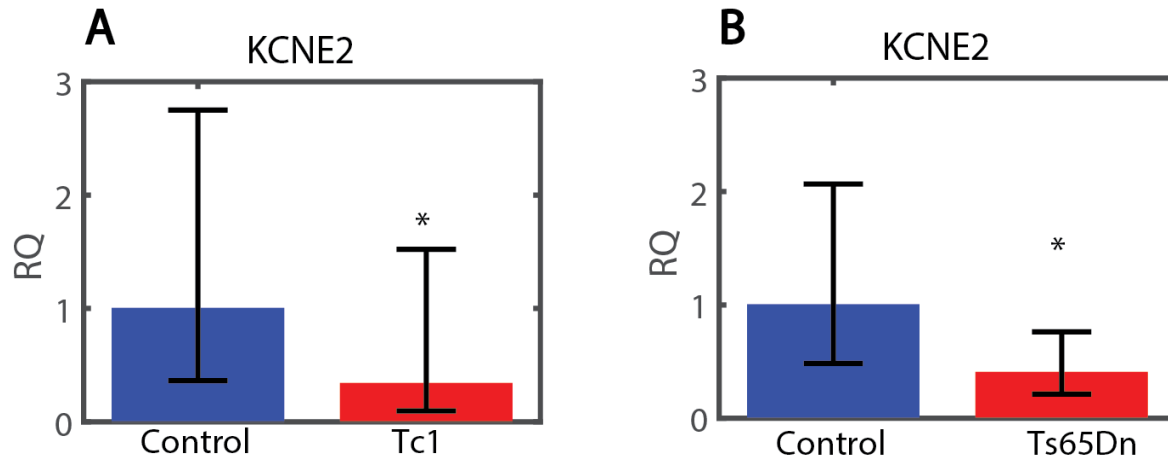 A
KCNE2
3
2
1
0
RQ
*
Control
Tc1
B
KCNE2
3
2
1
0
RQ
*
Control
Ts65Dn